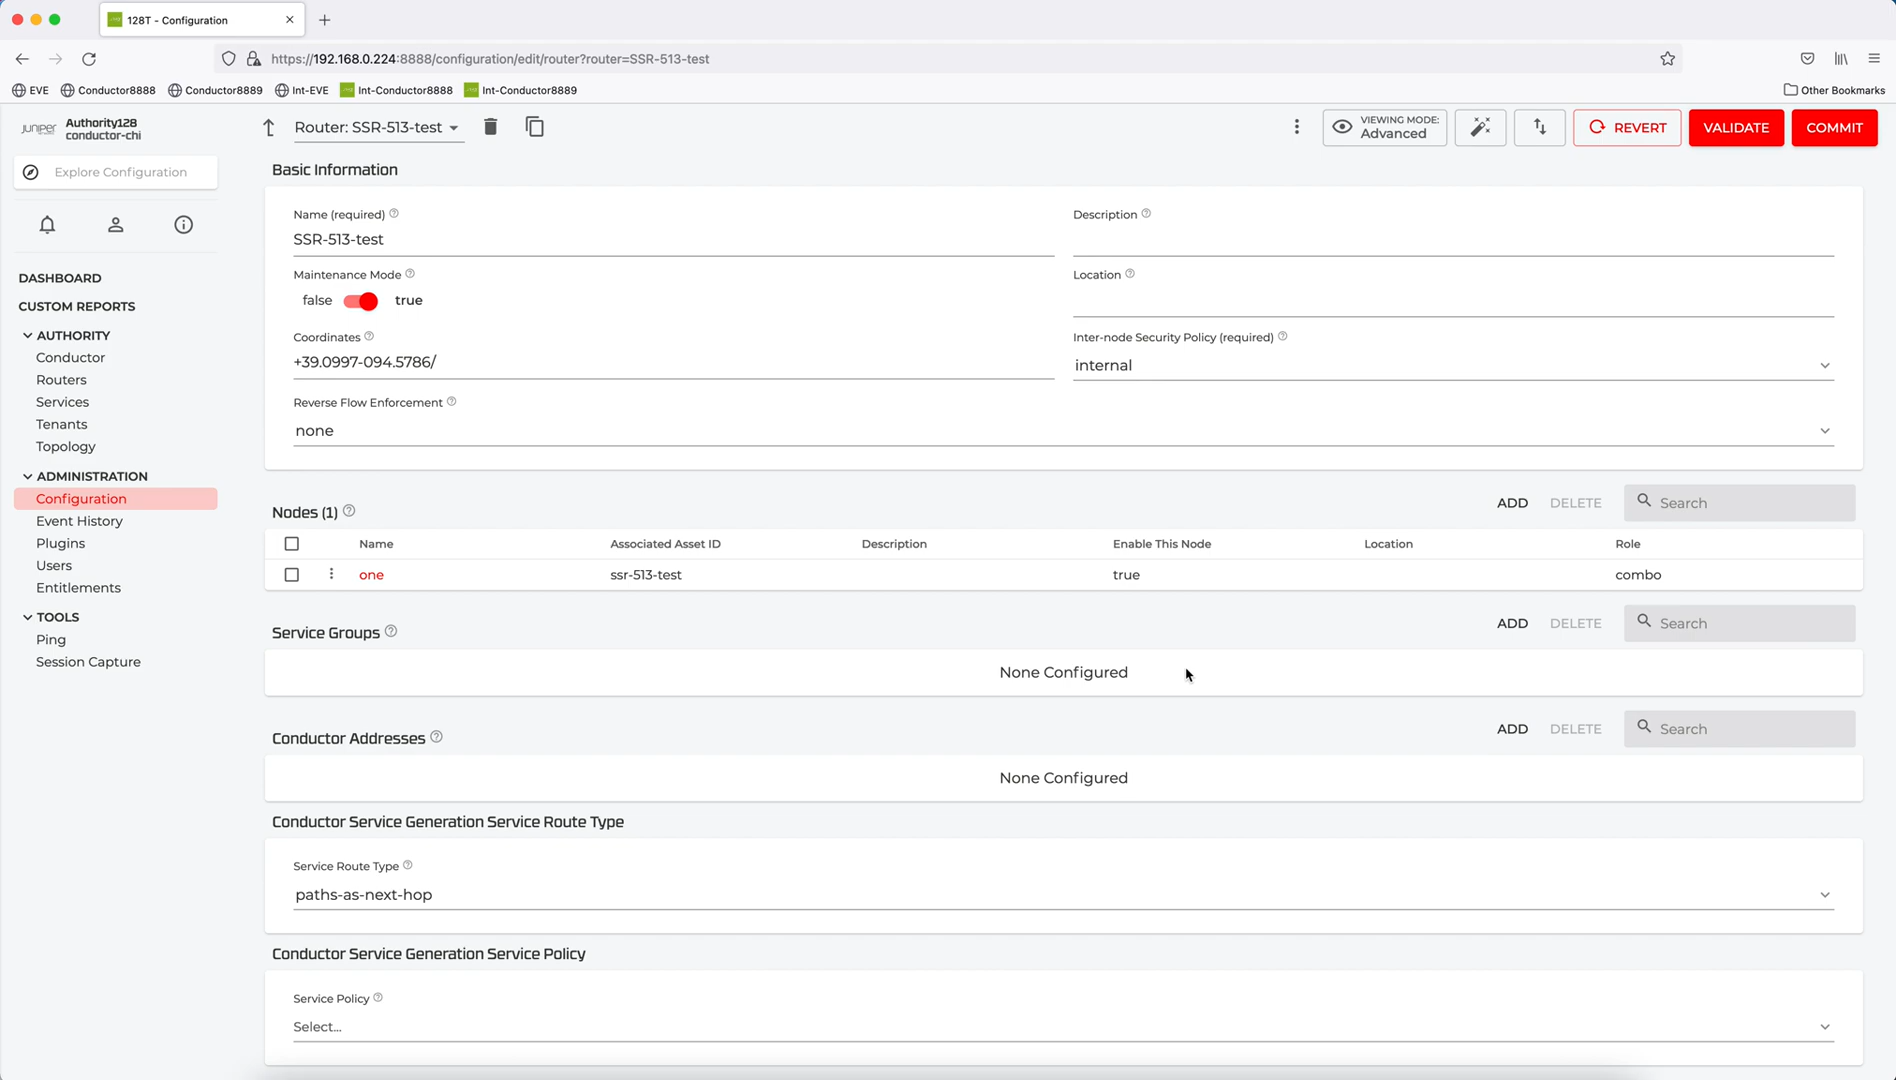 128T - Configuration
https://192.168.0.224:8888/configuration/edit/router?router=SSR-513-test
EVE Conductor8888 Conductor8889 Int-EVE Int-Conductor8888 Int-Conductor8889 Other Bookmarks
JUNIPER
Authority128
conductor-chi
Router: SSR-513-test
VIEWING MODE:
Advanced
REVERT
VALIDATE
COMMIT
Explore Configuration
DASHBOARD
CUSTOM REPORTS
AUTHORITY
Conductor
Routers
Services
Tenants
Topology
ADMINISTRATION
Configuration
Event History
Plugins
Users
Entitlements
TOOLS
Ping
Session Capture
Basic Information
Name (required)
SSR-513-test
Description
Maintenance Mode
false true
Location
Coordinates
+39.0997-094.5786/
Inter-node Security Policy (required)
internal
Reverse Flow Enforcement
none
Nodes (1)
ADD DELETE Search
Name Associated Asset ID Description Enable This Node Location Role
one ssr-513-test true combo
Service Groups
ADD DELETE Search
None Configured
Conductor Addresses
ADD DELETE Search
None Configured
Conductor Service Generation Service Route Type
Service Route Type
paths-as-next-hop
Conductor Service Generation Service Policy
Service Policy
Select...